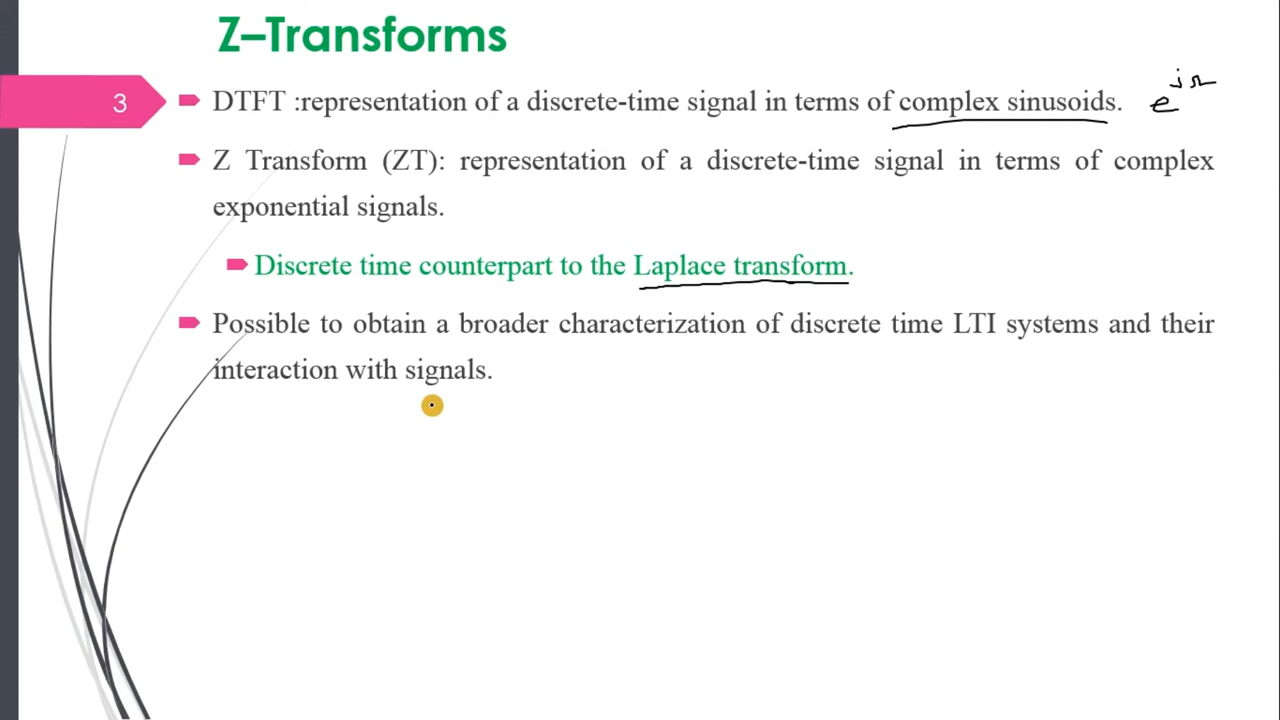 Z–Transforms
3
DTFT :representation of a discrete-time signal in terms of complex sinusoids. e^jΩ
Z Transform (ZT): representation of a discrete-time signal in terms of complex
exponential signals.
Discrete time counterpart to the Laplace transform.
Possible to obtain a broader characterization of discrete time LTI systems and their
interaction with signals.